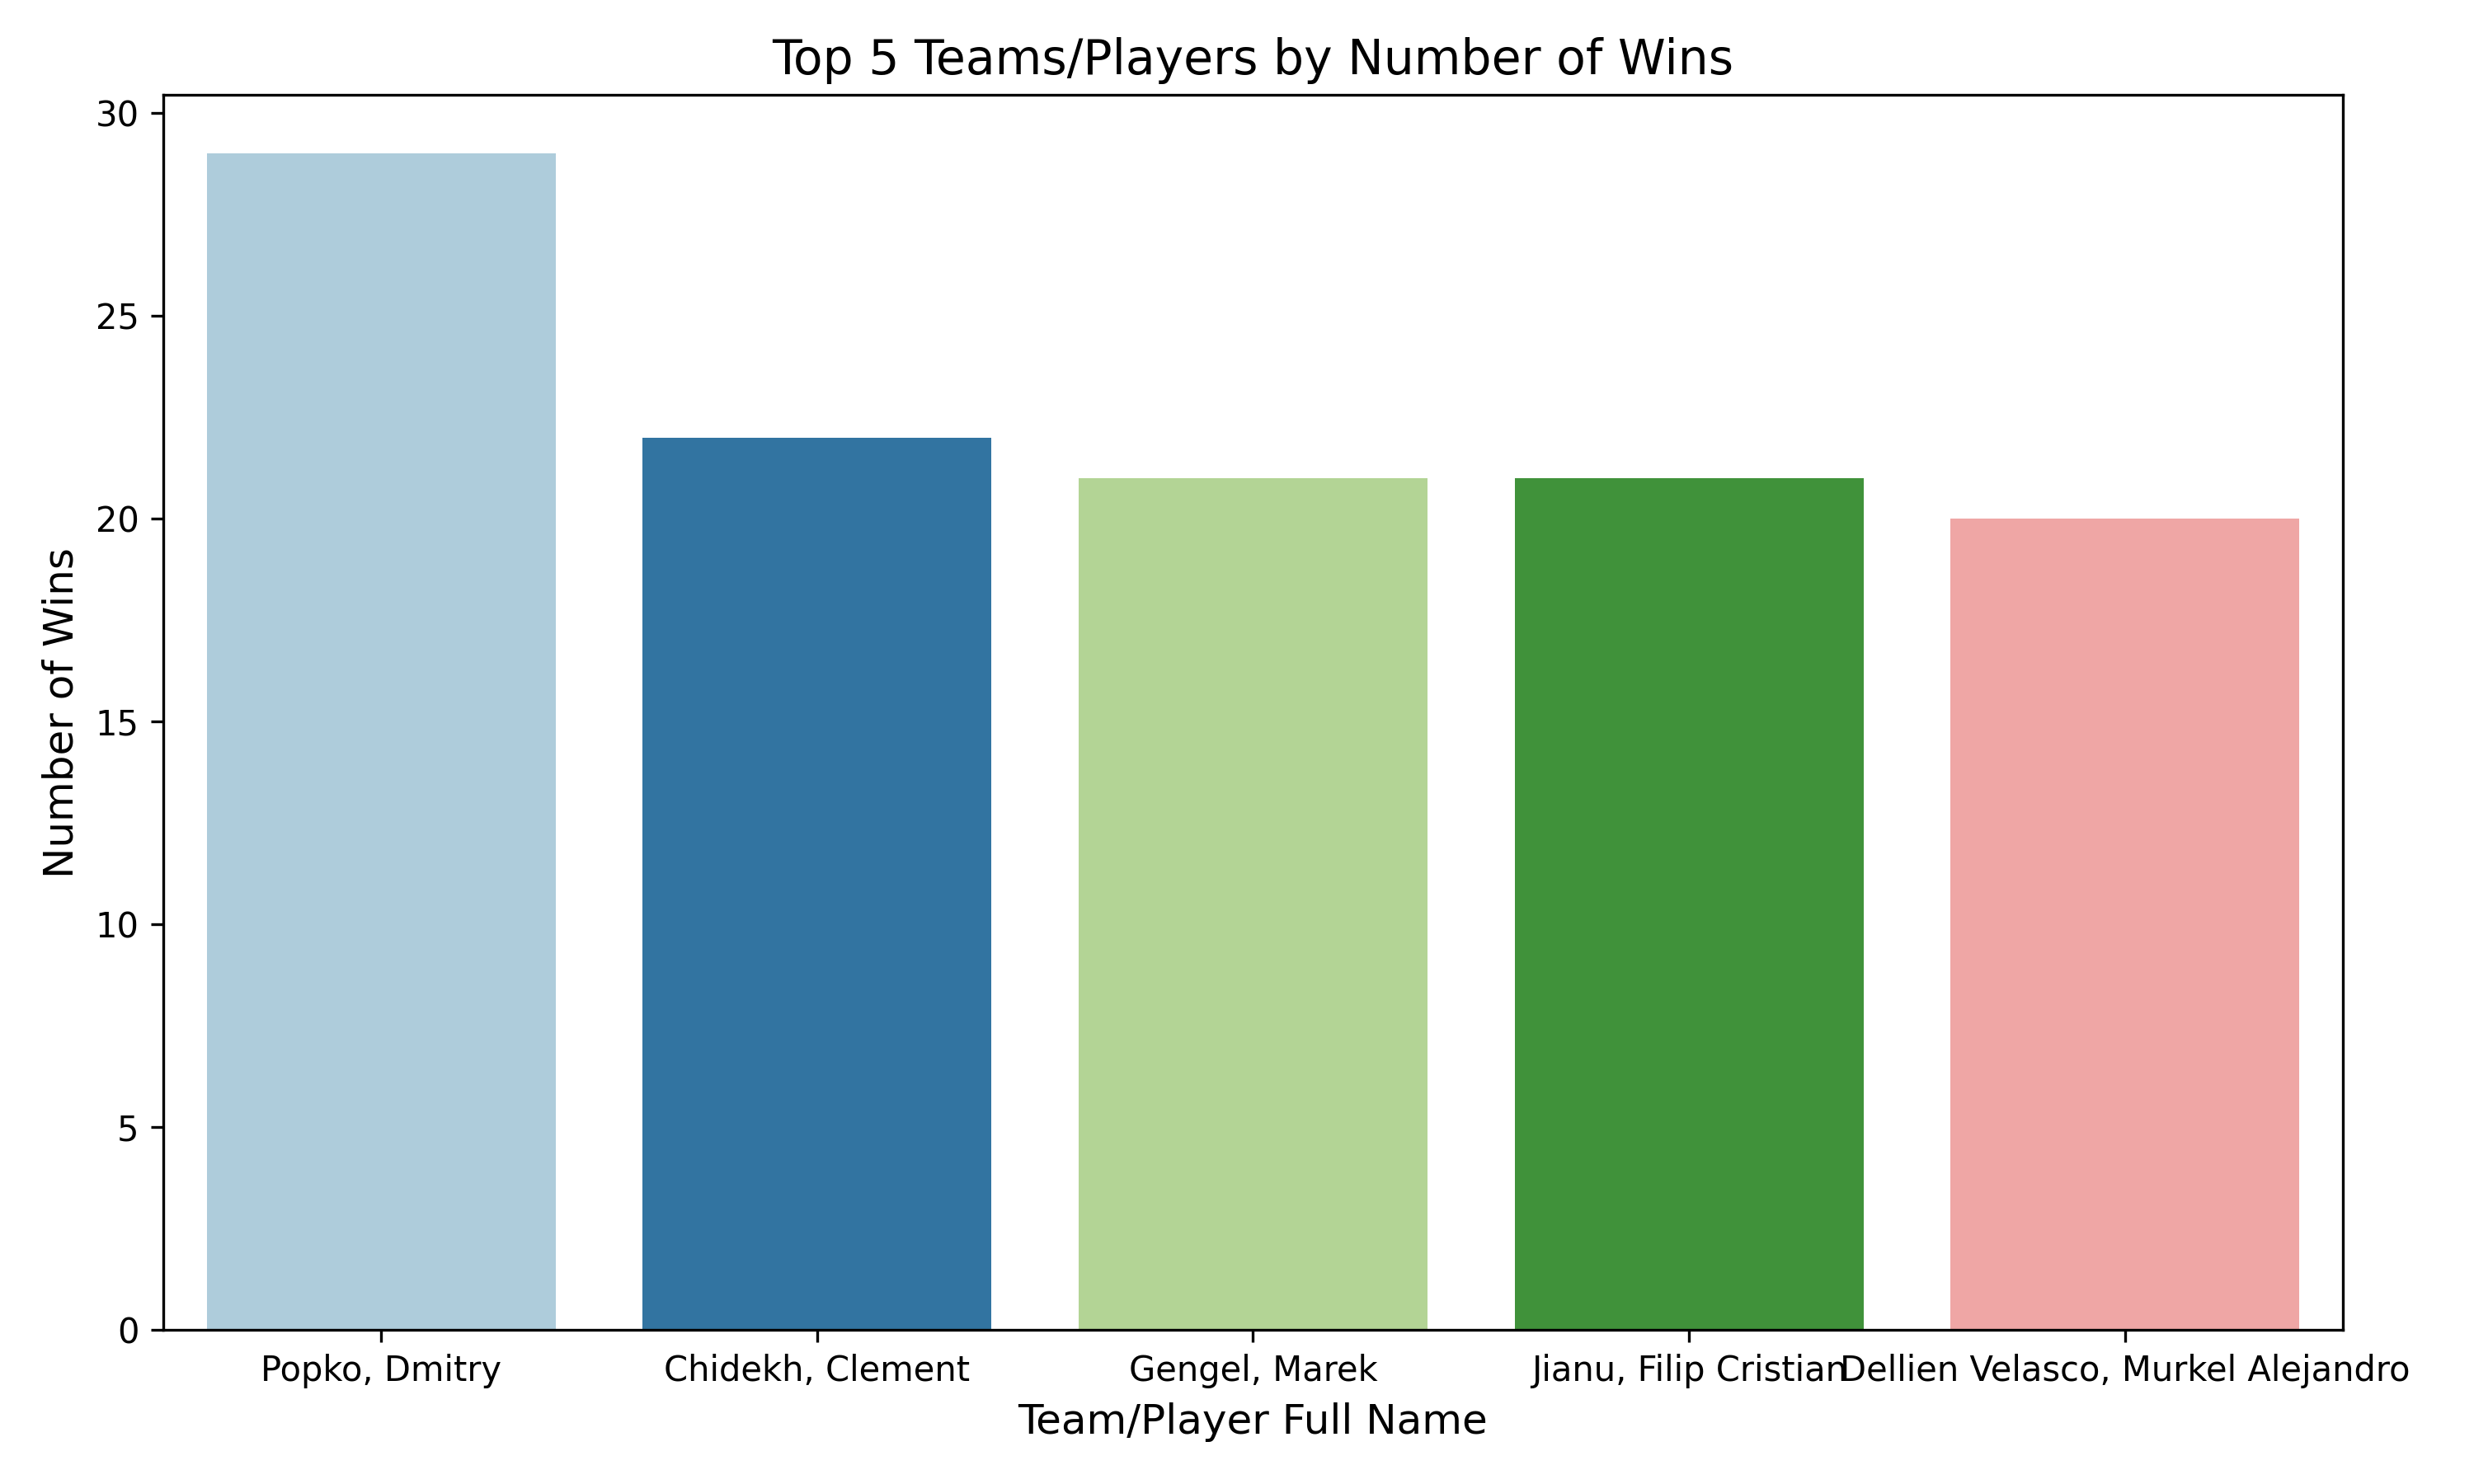 Top 5 Teams/Players by Number of Wins
30
25
20
15
10
5
0
Number of Wins
Popko, Dmitry
Chidekh, Clement
Gengel, Marek
Jianu, Filip Cristian
Dellien Velasco, Murkel Alejandro
Team/Player Full Name